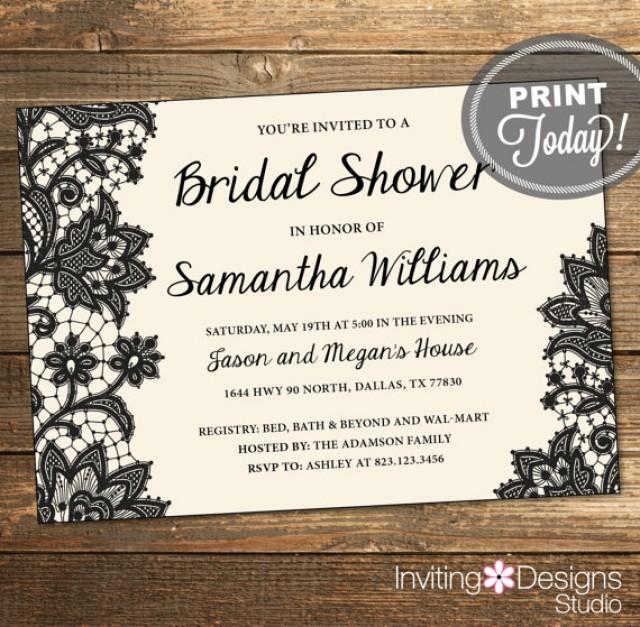 PRINT
Today!
YOU'RE INVITED TO A
Bridal Shower
IN HONOR OF
Samantha Williams
SATURDAY, MAY 19TH AT 5:00 IN THE EVENING
Jason and Megan's House
1644 HWY 90 NORTH, DALLAS, TX 77830
REGISTRY: BED, BATH & BEYOND AND WAL-MART
HOSTED BY: THE ADAMSON FAMILY
RSVP TO: ASHLEY AT 823.123.3456
Inviting Designs
Studio